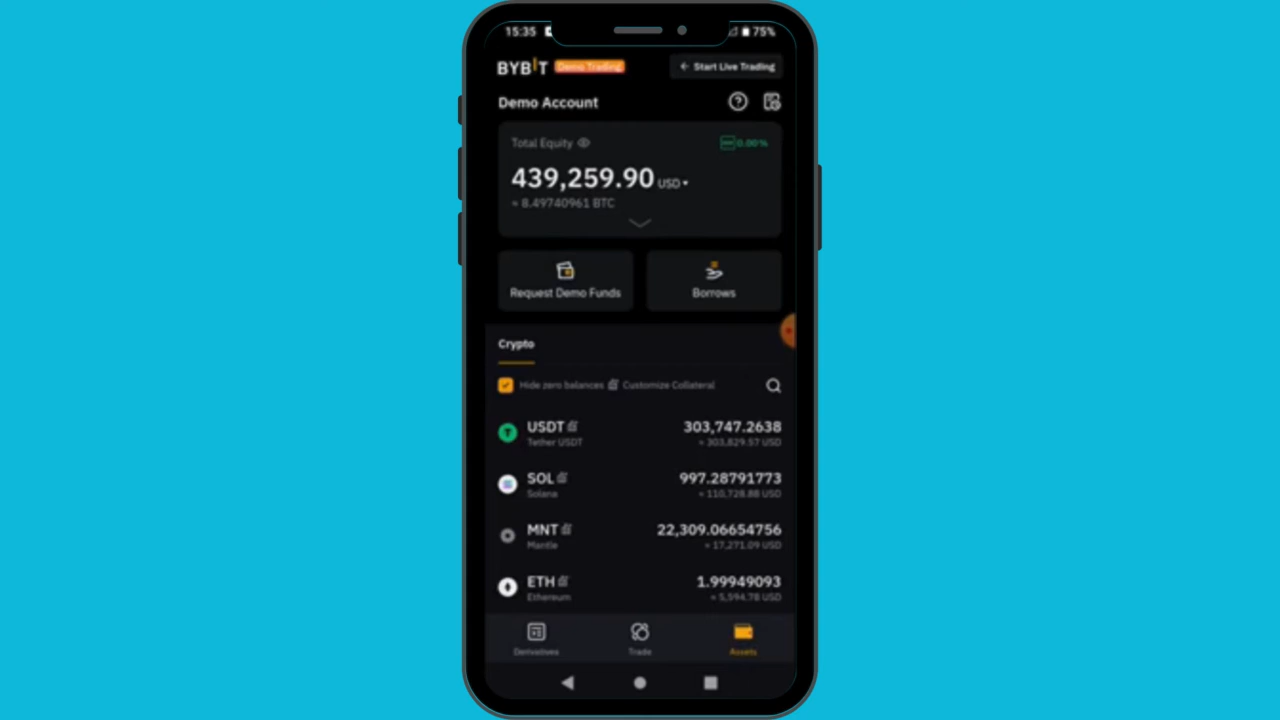 15:35 75%
BYBIT Demo Trading ← Start Live Trading
Demo Account
Total Equity 0.00%
439,259.90 USD
≈ 8.49740961 BTC
Request Demo Funds Borrows
Crypto
Hide zero balances Customize Collateral
USDT 303,747.2638
Tether USDT ≈ 303,829.57 USD
SOL 997.28791773
Solana ≈ 110,728.88 USD
MNT 22,309.06654756
Mantle ≈ 17,271.09 USD
ETH 1.99949093
Ethereum ≈ 5,594.78 USD
Derivatives Trade Assets